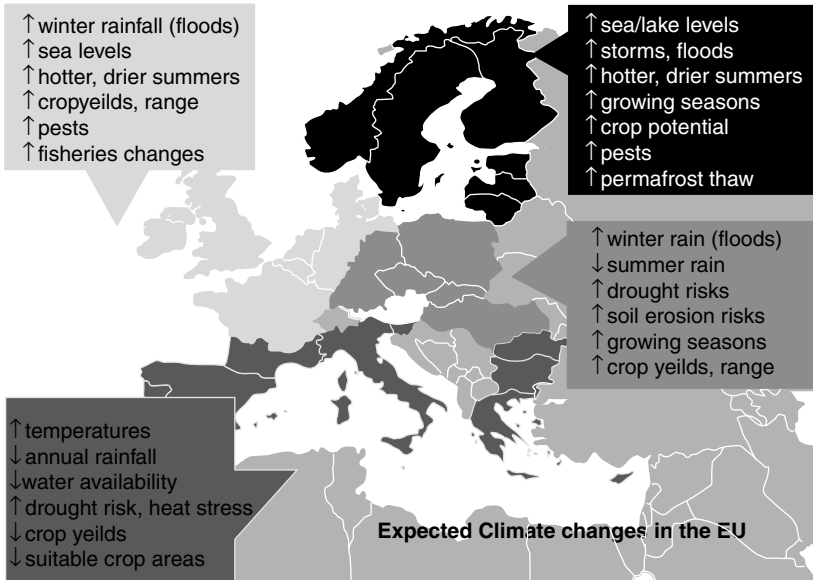 ↑winter rainfall (floods)
↑sea levels
↑hotter, drier summers
↑cropyeilds, range
↑pests
↑fisheries changes
↑sea/lake levels
↑storms, floods
↑hotter, drier summers
↑growing seasons
↑crop potential
↑pests
↑permafrost thaw
↑winter rain (floods)
↓summer rain
↑drought risks
↑soil erosion risks
↑growing seasons
↑crop yeilds, range
↑temperatures
↓annual rainfall
↓water availability
↑drought risk, heat stress
↓crop yeilds
↓suitable crop areas
Expected Climate changes in the EU